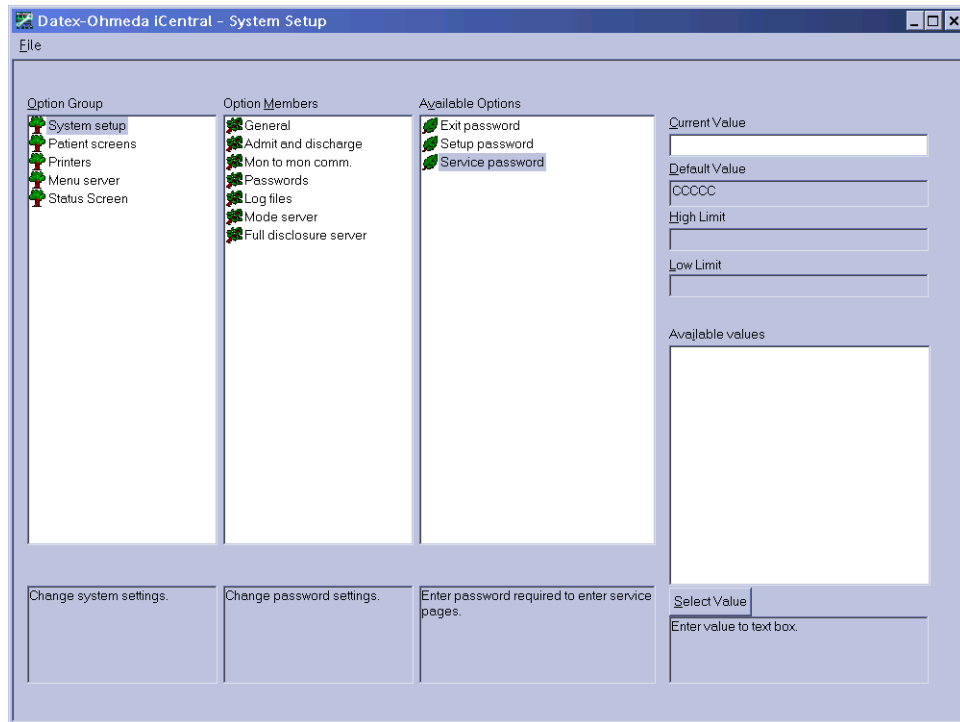 Datex-Ohmeda iCentral - System Setup
File
Option Group
System setup
Patient screens
Printers
Menu server
Status Screen
Change system settings.
Option Members
General
Admit and discharge
Mon to mon comm.
Passwords
Log files
Mode server
Full disclosure server
Change password settings.
Available Options
Exit password
Setup password
Service password
Enter password required to enter service
pages.
Current Value
Default Value
CCCCC
High Limit
Low Limit
Available values
Select Value
Enter value to text box.